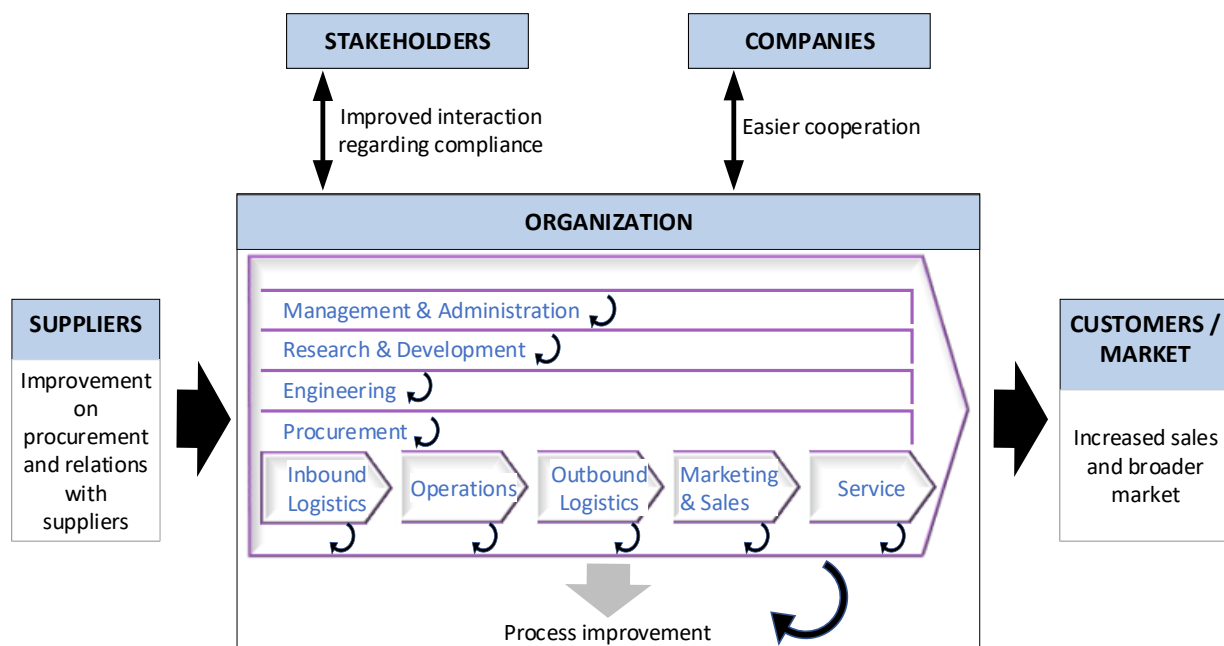 STAKEHOLDERS
COMPANIES
Improved interaction
regarding compliance
Easier cooperation
ORGANIZATION
SUPPLIERS
Improvement
on
procurement
and relations
with
suppliers
Management & Administration
Research & Development
Engineering
Procurement
Inbound
Logistics
Operations
Outbound
Logistics
Marketing
& Sales
Service
Process improvement
CUSTOMERS /
MARKET
Increased sales
and broader
market